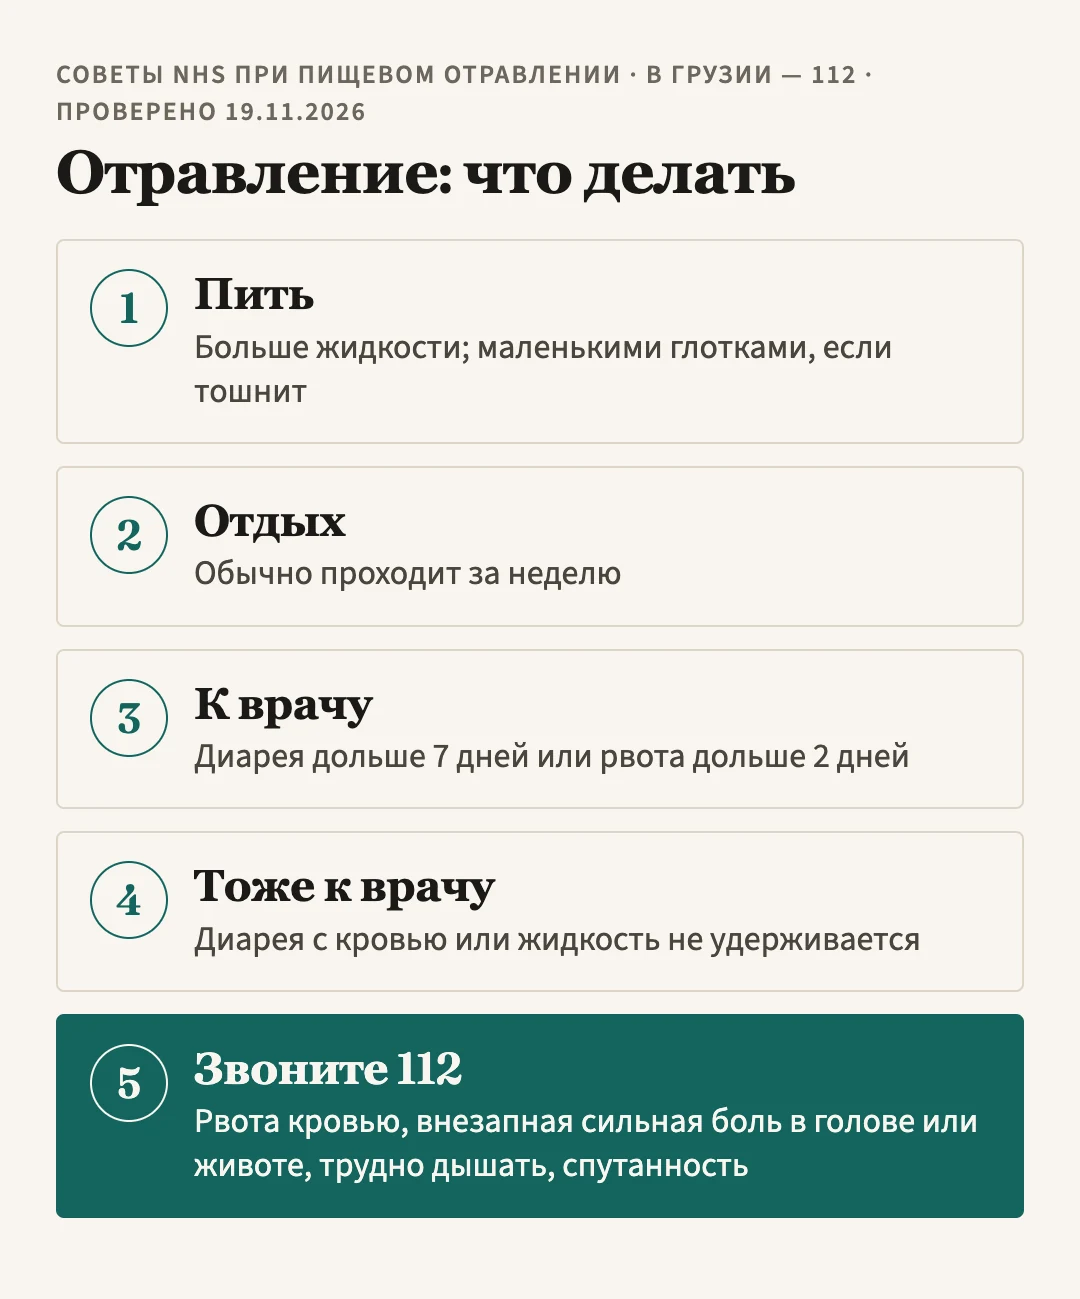 СОВЕТЫ NHS ПРИ ПИЩЕВОМ ОТРАВЛЕНИИ · В ГРУЗИИ — 112 ·
ПРОВЕРЕНО 19.11.2026
Отравление: что делать
1
Пить
Больше жидкости; маленькими глотками, если
тошнит
2
Отдых
Обычно проходит за неделю
3
К врачу
Диарея дольше 7 дней или рвота дольше 2 дней
4
Тоже к врачу
Диарея с кровью или жидкость не удерживается
5
Звоните 112
Рвота кровью, внезапная сильная боль в голове или
животе, трудно дышать, спутанность